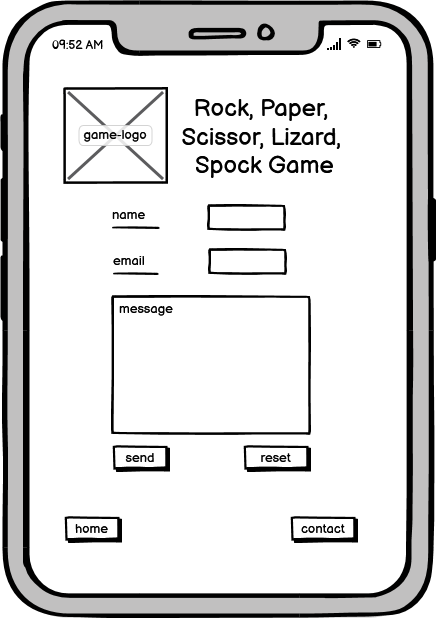 09:52 AM
game-logo
Rock, Paper,
Scissor, Lizard,
Spock Game
name
email
message
send
reset
home
contact